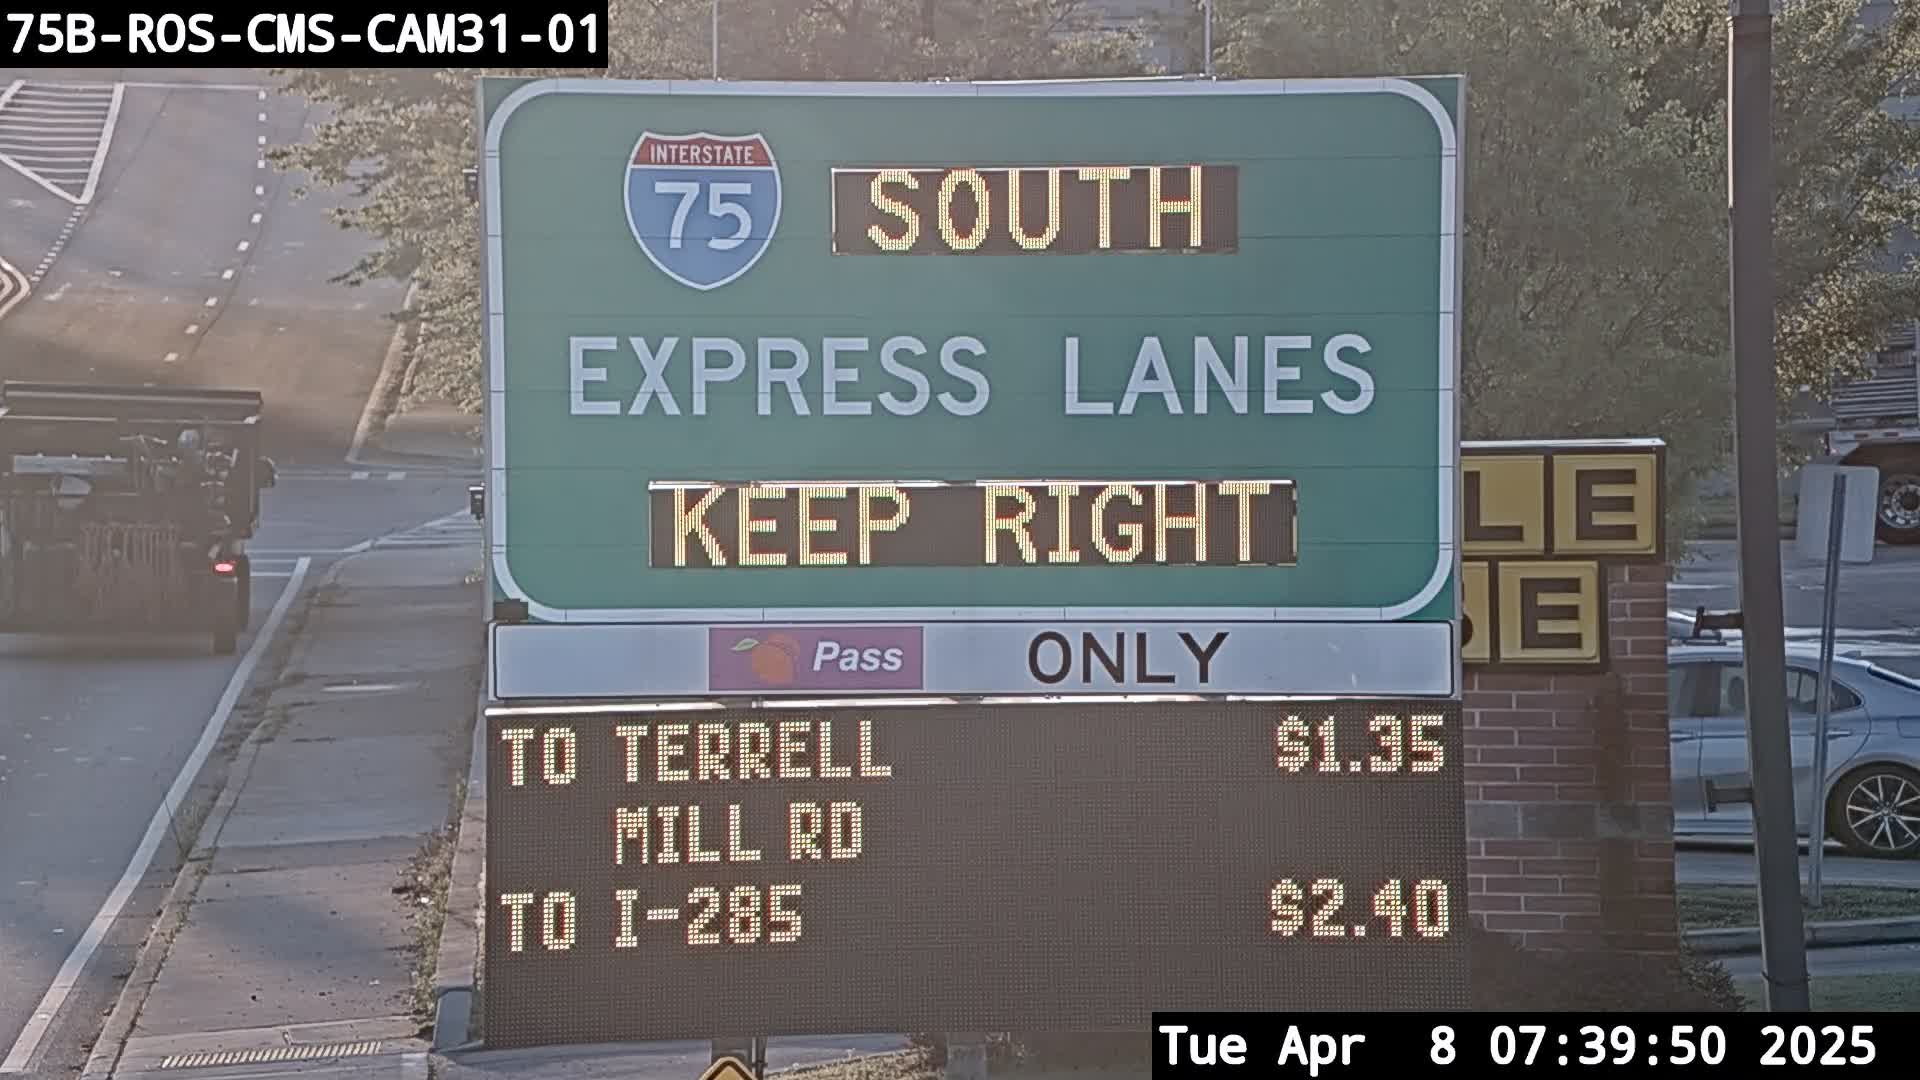 75B-ROS-CMS-CAM31-01
INTERSTATE
75
SOUTH
EXPRESS LANES
KEEP RIGHT
LE
E
Pass ONLY
TO TERRELL $1.35
MILL RD
TO I-285 $2.40
Tue Apr 8 07:39:50 2025